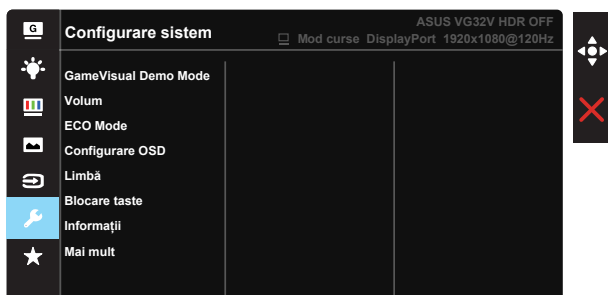 G
Configurare sistem
ASUS VG32V HDR OFF
Mod curse DisplayPort 1920x1080@120Hz
GameVisual Demo Mode
Volum
ECO Mode
Configurare OSD
Limbă
Blocare taste
Informații
Mai mult